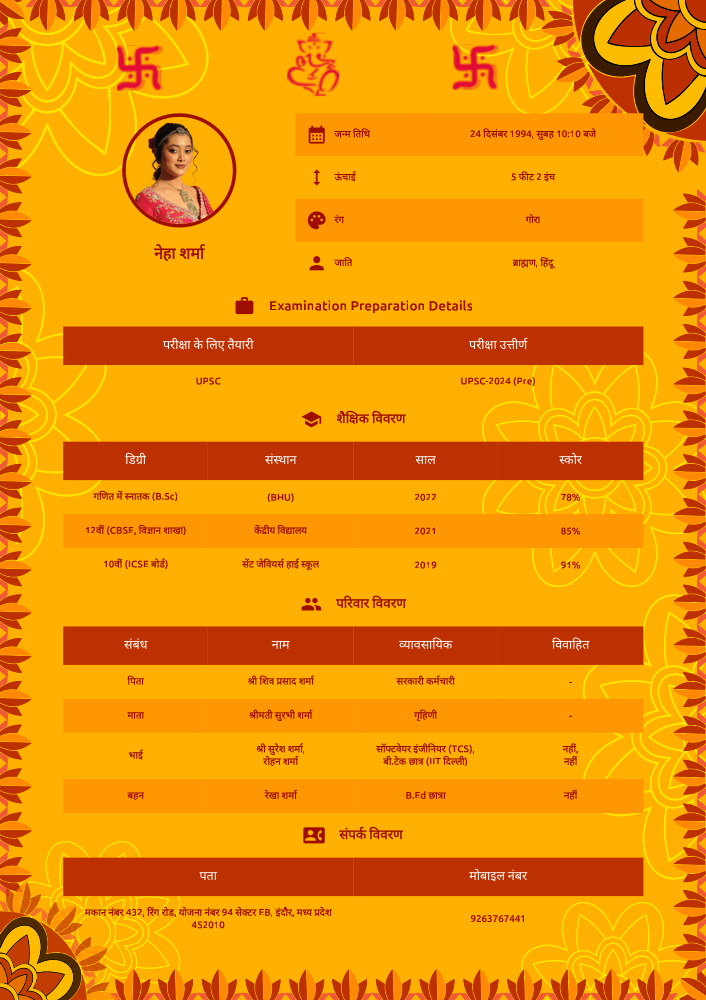 जन्म तिथि 24 दिसंबर 1994, सुबह 10:10 बजे
ऊंचाई 5 फीट 2 इंच
रंग गोरा
जाति ब्राह्मण, हिंदू
नेहा शर्मा
Examination Preparation Details
परीक्षा के लिए तैयारी परीक्षा उत्तीर्ण
UPSC UPSC-2024 (Pre)
शैक्षिक विवरण
डिग्री संस्थान साल स्कोर
गणित में स्नातक (B.Sc) (BHU) 2022 78%
12वीं (CBSE, विज्ञान शाखा) केंद्रीय विद्यालय 2021 85%
10वीं (ICSE बोर्ड) सेंट जेवियर्स हाई स्कूल 2019 91%
परिवार विवरण
संबंध नाम व्यावसायिक विवाहित
पिता श्री शिव प्रसाद शर्मा सरकारी कर्मचारी -
माता श्रीमती सुरभी शर्मा गृहिणी -
भाई श्री सुरेश शर्मा, सॉफ्टवेयर इंजीनियर (TCS), नहीं,
रोहन शर्मा बी.टेक छात्र (IIT दिल्ली) नहीं
बहन रेखा शर्मा B.Ed छात्रा नहीं
संपर्क विवरण
पता मोबाइल नंबर
मकान नंबर 432, रिंग रोड, योजना नंबर 94 सेक्टर EB, इंदौर, मध्य प्रदेश 9263767441
452010